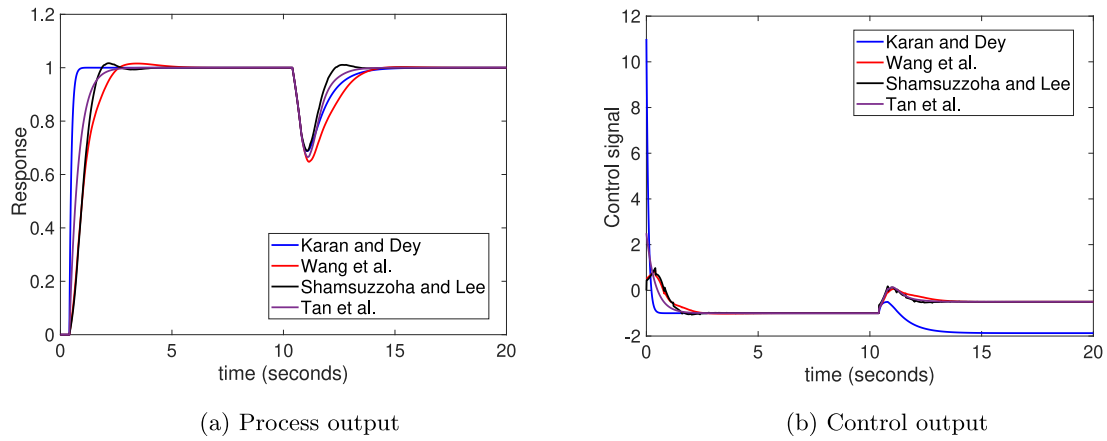 1.2
1
0.8
0.6
0.4
0.2
0
Response
0 5 10 15 20
time (seconds)
Karan and Dey
Wang et al.
Shamsuzzoha and Lee
Tan et al.
(a) Process output
12
10
8
6
4
2
0
-2
Control signal
0 5 10 15 20
time (seconds)
Karan and Dey
Wang et al.
Shamsuzzoha and Lee
Tan et al.
(b) Control output